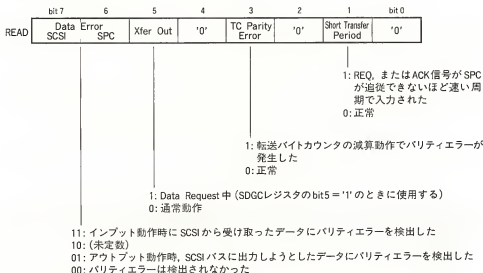 bit 7 6 5 4 3 2 1 bit 0
READ Data Error SCSI SPC Xfer Out '0' TC Parity Error '0' Short Transfer Period '0'
1: REQ, またはACK信号がSPC
が追従できないほど速い周
期で入力された
0: 正常
1: 転送バイトカウンタの減算動作でパリティエラーが
発生した
0: 正常
1: Data Request 中 (SDGCレジスタのbit5 = '1' のときに使用する)
0: 通常動作
11: インプット動作時に SCSI から受け取ったデータにパリティエラーを検出した
10: (未定数)
01: アウトプット動作時, SCSI バスに出力しようとしたデータにパリティエラーを検出した
00: パリティエラーは検出されなかった